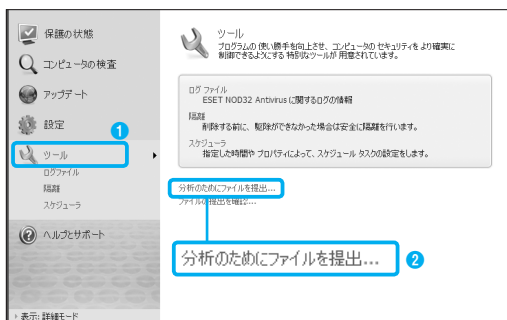 保護の状態
コンピュータの検査
アップデート
設定
1
ツール
ログファイル
隔離
スケジューラ
ヘルプとサポート
表示: 詳細モード
ツール
プログラムの使い勝手を向上させ、コンピュータのセキュリティをより確実に
制御できるようにする特別なツールが用意されています。
ログ ファイル
ESET NOD32 Antivirus に関するログの情報
隔離
削除する前に、駆除ができなかった場合は安全に隔離を行います。
スケジューラ
指定した時間や プロパティによって、スケジュール タスクの設定をします。
分析のためにファイルを提出...
ファイルの提出を確認...
分析のためにファイルを提出...
2